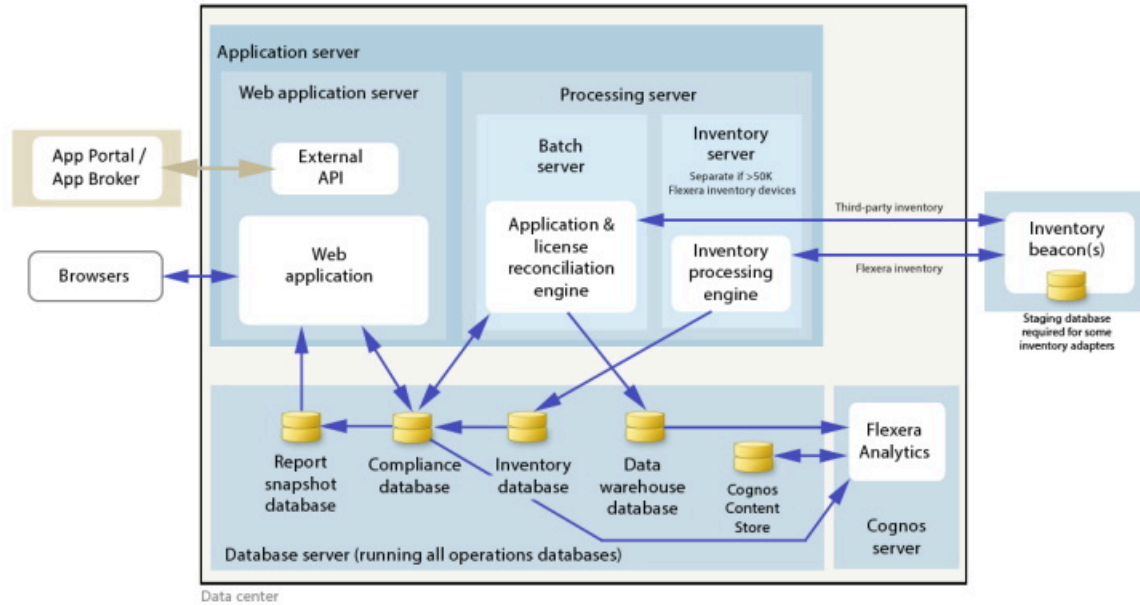 Application server
Web application server
Processing server
App Portal /
App Broker
External
API
Batch
server
Inventory
server
Separate if >50K
Flexera inventory devices
Browsers
Web
application
Application &
license
reconciliation
engine
Inventory
processing
engine
Third-party inventory
Flexera inventory
Inventory
beacon(s)
Staging database
required for some
inventory adapters
Report
snapshot
database
Compliance
database
Inventory
database
Data
warehouse
database
Cognos
Content
Store
Flexera
Analytics
Cognos
server
Database server (running all operations databases)
Data center